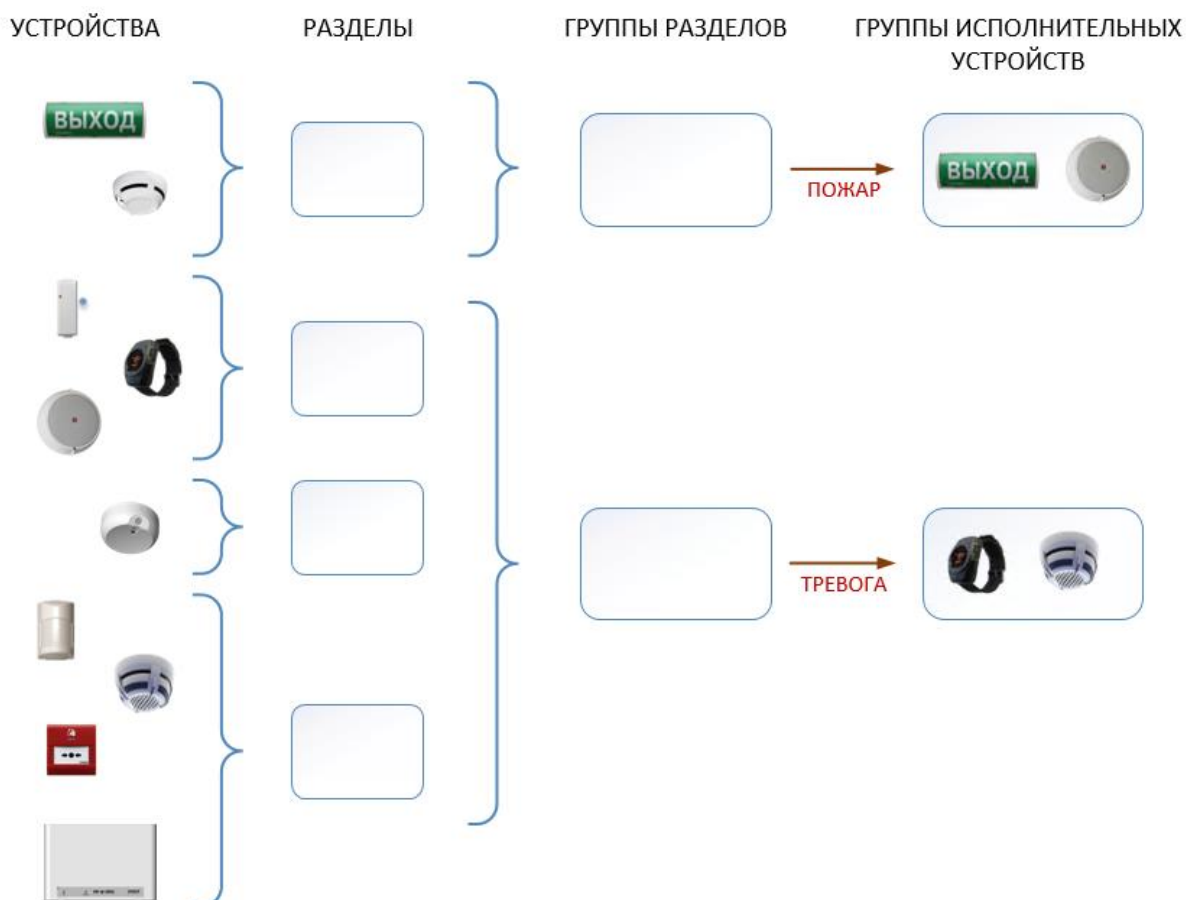 УСТРОЙСТВА
РАЗДЕЛЫ
ГРУППЫ РАЗДЕЛОВ
ГРУППЫ ИСПОЛНИТЕЛЬНЫХ
УСТРОЙСТВ
ВЫХОД
ПОЖАР
ВЫХОД
ТРЕВОГА